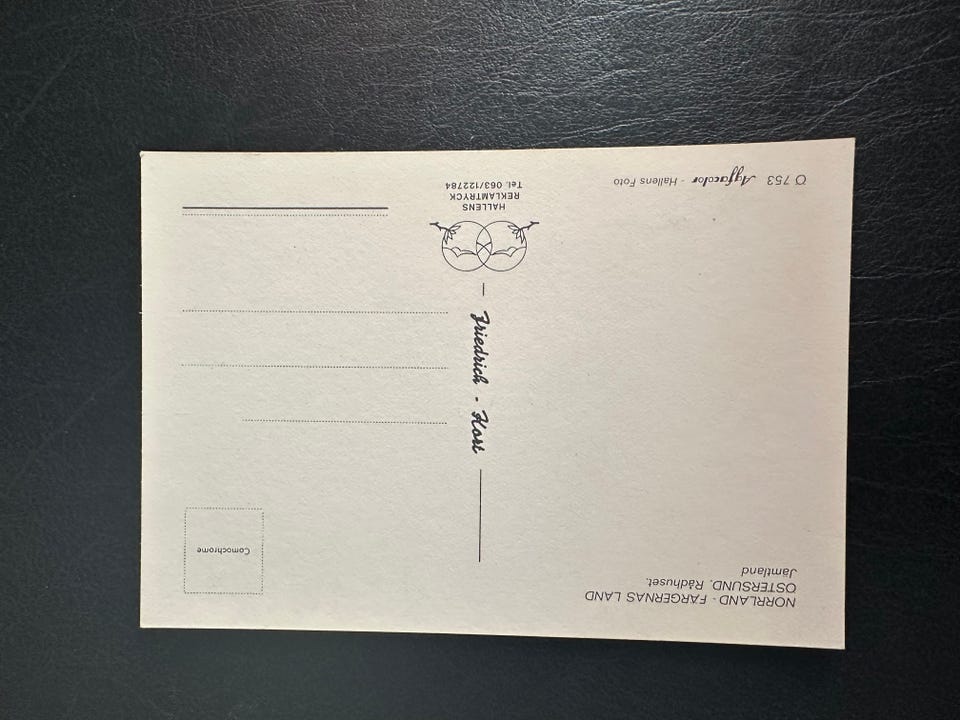 NORRLAND - FÄRGERNAS LAND
ÖSTERSUND. Rådhuset.
Jämtland
Comochrome
Friedrich - Kort
HALLENS
REKLAMTRYCK
Tel. 063/122784
Ö 753 Agfacolor - Hallens Foto